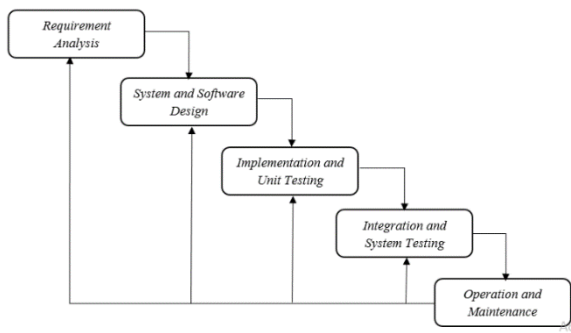 Requirement
Analysis
System and Software
Design
Implementation and
Unit Testing
Integration and
System Testing
Operation and
Maintenance